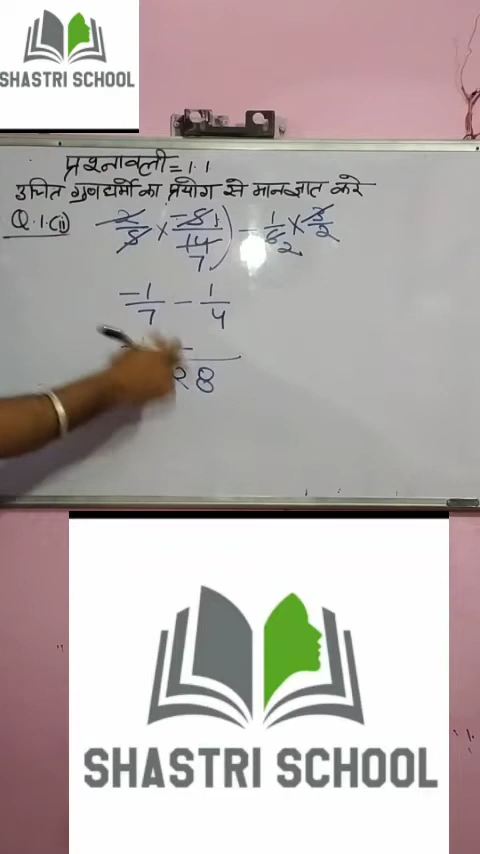 SHASTRI SCHOOL
प्रश्नावली = 1.1
उचित गुणधर्मो का प्रयोग से मान ज्ञात करे
Q.1.(ii)
-1/7 - 1/4
28
SHASTRI SCHOOL